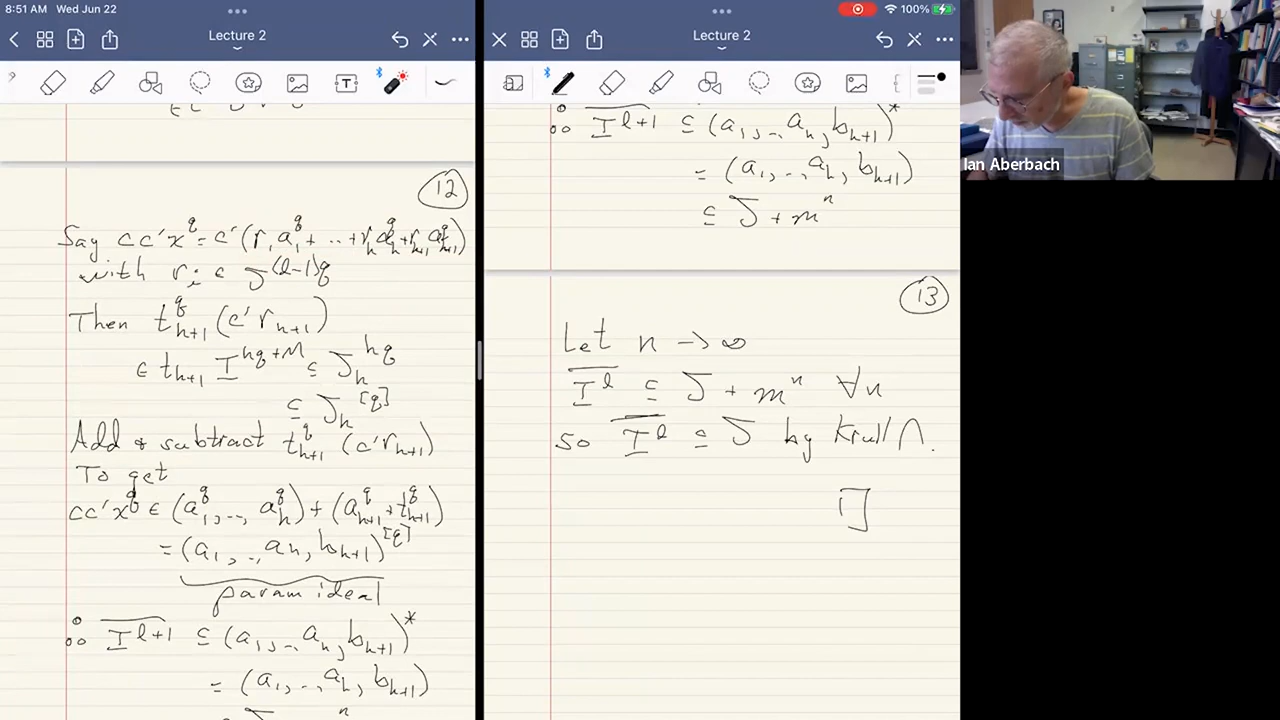 8:51 AM Wed Jun 22
100%
Lecture 2
Lecture 2
12
Say cc'x^q = c'(r_1 a_1^q + ... + r_h a_h^q + r_{h+1} a_{h+1}^q)
with r_i ∈ J^{(l-1)q}
Then t_{h+1}^q (c'r_{h+1})
∈ t_{h+1} I^{hq+M} ⊆ J_h^{hq}
⊆ J_h^{[q]}
Add & subtract t_{h+1}^q (c'r_{h+1})
To get
cc'x^q ∈ (a_1^q, .., a_h^q) + (a_{h+1}^q + t_{h+1}^q)
= (a_1, .., a_h, b_{h+1})^{[q]}
param ideal
∴ \overline{I^{l+1}} ⊆ (a_1, .., a_h, b_{h+1})^*
= (a_1, .., a_h, b_{h+1})
∴ \overline{I^{l+1}} ⊆ (a_1, .., a_h, b_{h+1})^*
= (a_1, .., a_h, b_{h+1})
⊆ J + m^n
13
Let n → ∞
\overline{I^l} ⊆ J + m^n ∀n
so \overline{I^l} ⊆ J by Krull ∩.
Ian Aberbach